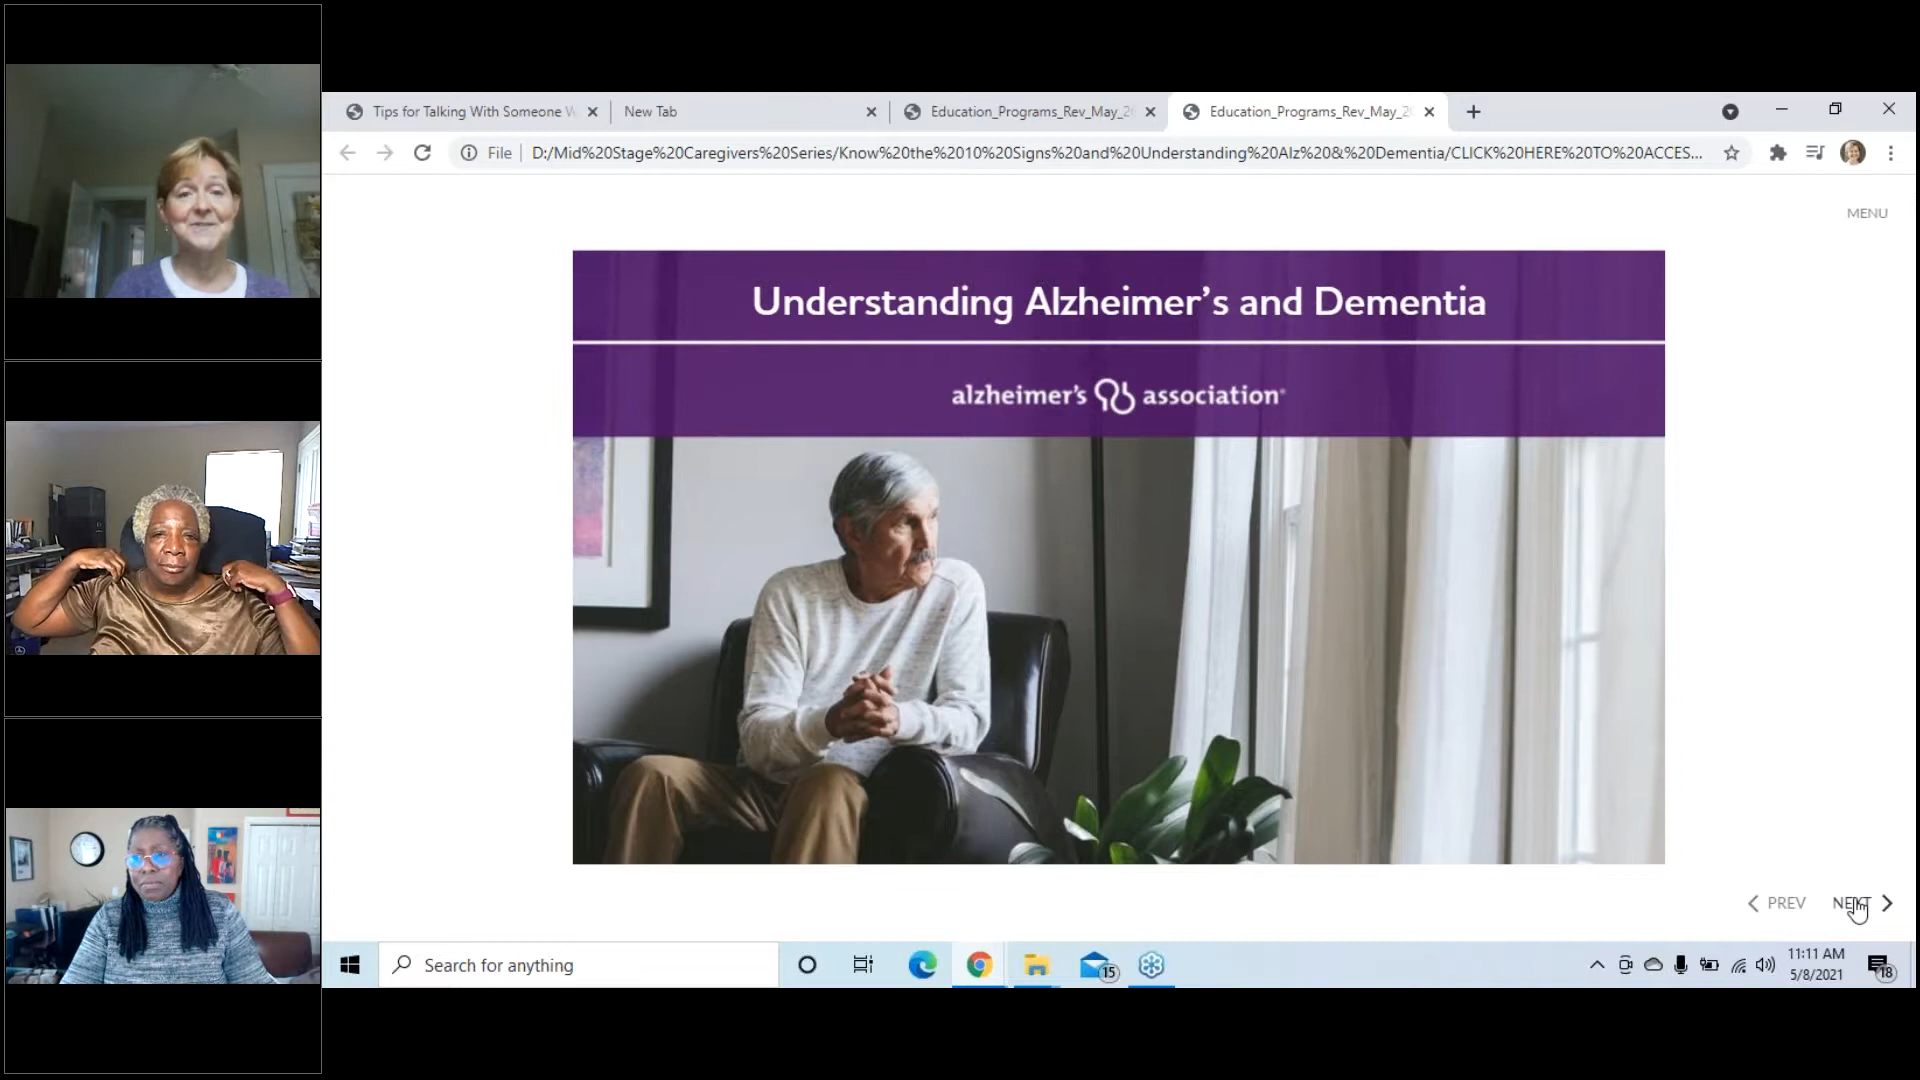 Tips for Talking With Someone W
New Tab
Education_Programs_Rev_May_2
Education_Programs_Rev_May_2
File
D:/Mid%20Stage%20Caregivers%20Series/Know%20the%2010%20Signs%20and%20Understanding%20Alz%20&%20Dementia/CLICK%20HERE%20TO%20ACCES...
MENU
Understanding Alzheimer's and Dementia
alzheimer's association®
PREV NEXT
Search for anything
15
11:11 AM
5/8/2021
18